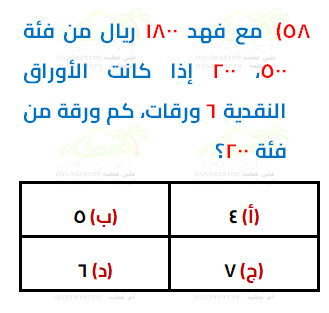 ٥٨) مع فهد ١٨٠٠ ريال من فئة
٥٠٠، ٢٠٠ إذا كانت الأوراق
النقدية ٦ ورقات، كم ورقة من
فئة ٢٠٠؟
(أ) ٤
(ب) ٥
(ج) ٧
(د) ٦